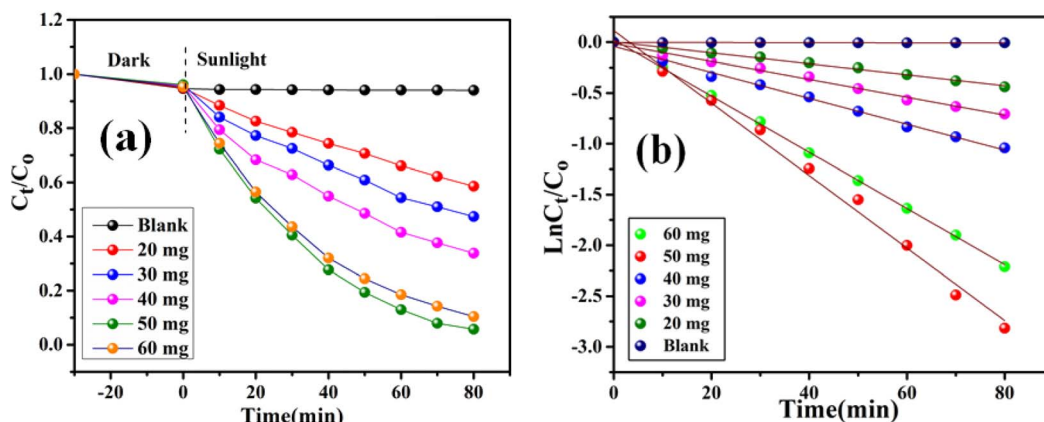 1.2
1.0
0.8
0.6
0.4
0.2
0.0
Ct/Co
Dark
Sunlight
(a)
Blank
20 mg
30 mg
40 mg
50 mg
60 mg
-20
0
20
40
60
80
Time(min)
0.0
-0.5
-1.0
-1.5
-2.0
-2.5
-3.0
LnCt/Co
(b)
60 mg
50 mg
40 mg
30 mg
20 mg
Blank
0
20
40
60
80
Time(min)